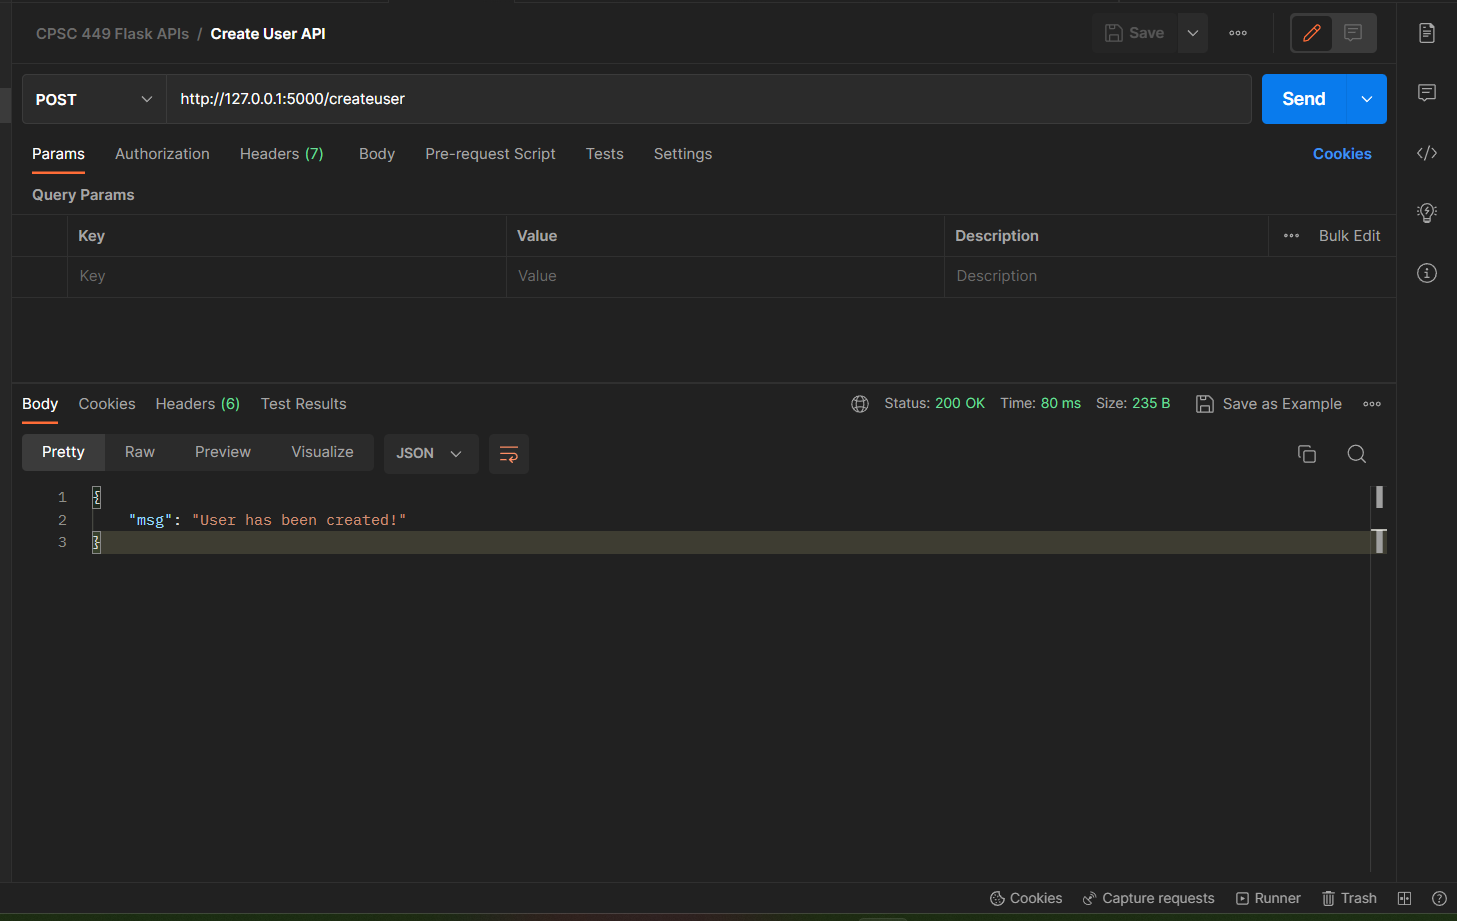 CPSC 449 Flask APIs / Create User API
Save
POST http://127.0.0.1:5000/createuser Send
Params Authorization Headers (7) Body Pre-request Script Tests Settings Cookies
Query Params
Key Value Description Bulk Edit
Key Value Description
Body Cookies Headers (6) Test Results Status: 200 OK Time: 80 ms Size: 235 B Save as Example
Pretty Raw Preview Visualize JSON
1 {
2 "msg": "User has been created!"
3 }
Cookies Capture requests Runner Trash